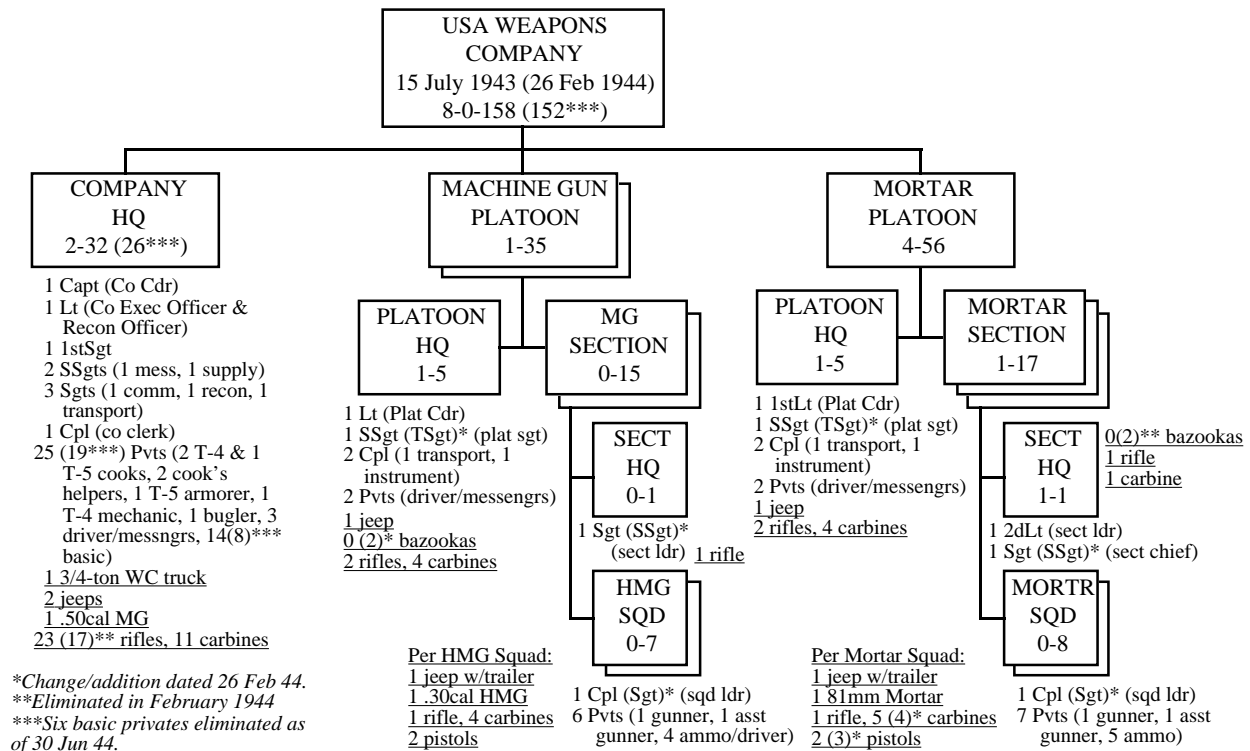 USA WEAPONS
COMPANY
15 July 1943 (26 Feb 1944)
8-0-158 (152***)
COMPANY
HQ
2-32 (26***)
1 Capt (Co Cdr)
1 Lt (Co Exec Officer &
Recon Officer)
1 1stSgt
2 SSgts (1 mess, 1 supply)
3 Sgts (1 comm, 1 recon, 1
transport)
1 Cpl (co clerk)
25 (19***) Pvts (2 T-4 & 1
T-5 cooks, 2 cook's
helpers, 1 T-5 armorer, 1
T-4 mechanic, 1 bugler, 3
driver/messngrs, 14(8)***
basic)
1 3/4-ton WC truck
2 jeeps
1 .50cal MG
23 (17)** rifles, 11 carbines
*Change/addition dated 26 Feb 44.
**Eliminated in February 1944
***Six basic privates eliminated as
of 30 Jun 44.
MACHINE GUN
PLATOON
1-35
PLATOON
HQ
1-5
1 Lt (Plat Cdr)
1 SSgt (TSgt)* (plat sgt)
2 Cpl (1 transport, 1
instrument)
2 Pvts (driver/messengrs)
1 jeep
0 (2)* bazookas
2 rifles, 4 carbines
MG
SECTION
0-15
SECT
HQ
0-1
1 Sgt (SSgt)*
(sect ldr)
1 rifle
HMG
SQD
0-7
Per HMG Squad:
1 jeep w/trailer
1 .30cal HMG
1 rifle, 4 carbines
2 pistols
1 Cpl (Sgt)* (sqd ldr)
6 Pvts (1 gunner, 1 asst
gunner, 4 ammo/driver)
MORTAR
PLATOON
4-56
PLATOON
HQ
1-5
1 1stLt (Plat Cdr)
1 SSgt (TSgt)* (plat sgt)
2 Cpl (1 transport, 1
instrument)
2 Pvts (driver/messengrs)
1 jeep
2 rifles, 4 carbines
MORTAR
SECTION
1-17
SECT
HQ
1-1
0(2)** bazookas
1 rifle
1 carbine
1 2dLt (sect ldr)
1 Sgt (SSgt)* (sect chief)
MORTR
SQD
0-8
Per Mortar Squad:
1 jeep w/trailer
1 81mm Mortar
1 rifle, 5 (4)* carbines
2 (3)* pistols
1 Cpl (Sgt)* (sqd ldr)
7 Pvts (1 gunner, 1 asst
gunner, 5 ammo)